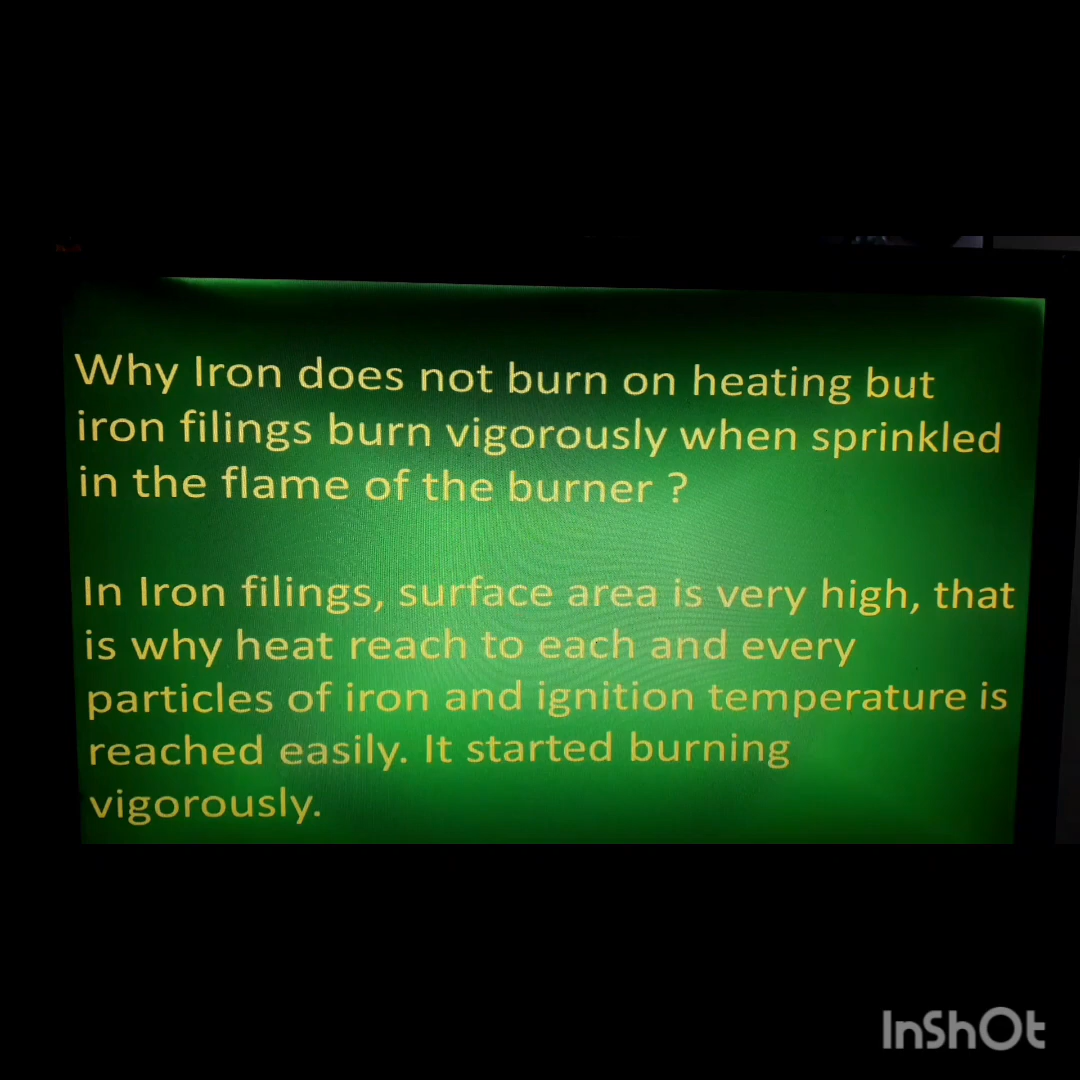 Why Iron does not burn on heating but
iron filings burn vigorously when sprinkled
in the flame of the burner ?
In Iron filings, surface area is very high, that
is why heat reach to each and every
particles of iron and ignition temperature is
reached easily. It started burning
vigorously.
InShOt